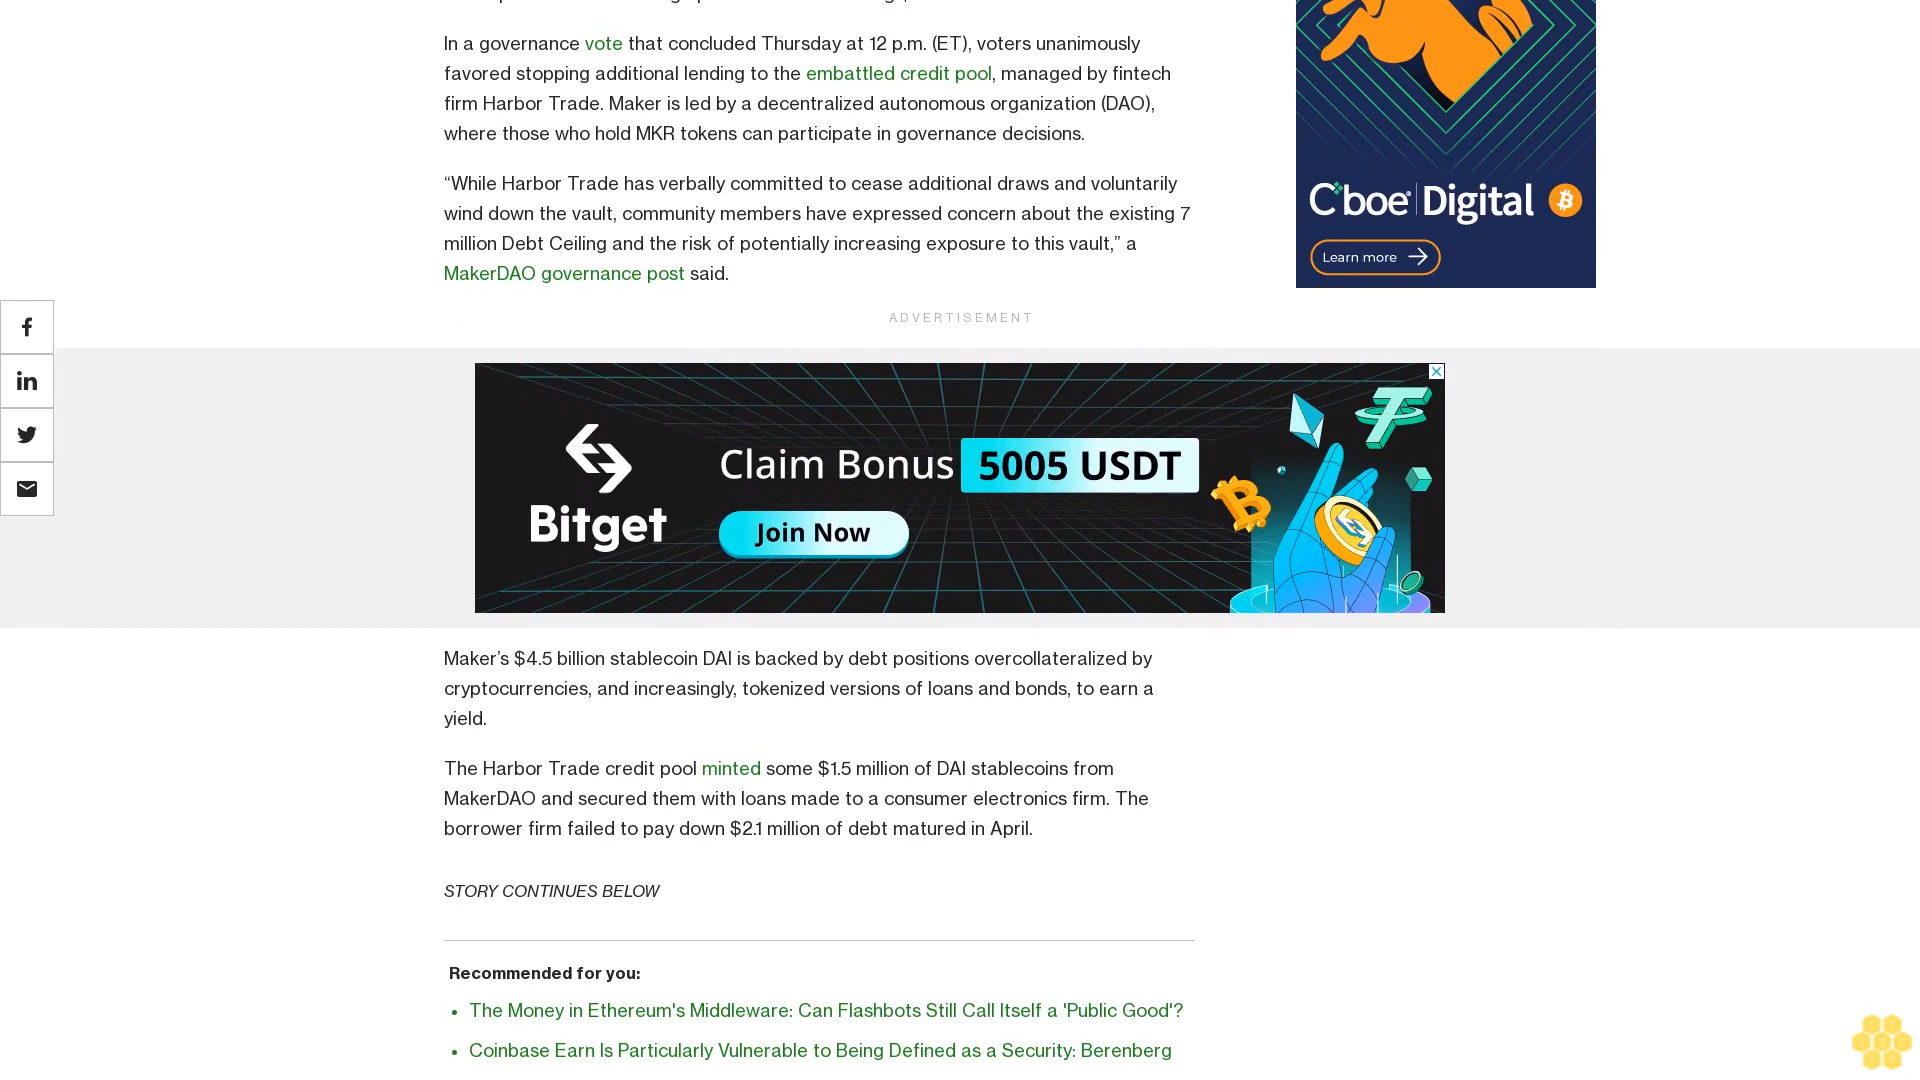 In a governance vote that concluded Thursday at 12 p.m. (ET), voters unanimously
favored stopping additional lending to the embattled credit pool, managed by fintech
firm Harbor Trade. Maker is led by a decentralized autonomous organization (DAO),
where those who hold MKR tokens can participate in governance decisions.
“While Harbor Trade has verbally committed to cease additional draws and voluntarily
wind down the vault, community members have expressed concern about the existing 7
million Debt Ceiling and the risk of potentially increasing exposure to this vault,” a
MakerDAO governance post said.
Cboe Digital
Learn more
ADVERTISEMENT
Bitget
Claim Bonus 5005 USDT
Join Now
Maker’s $4.5 billion stablecoin DAI is backed by debt positions overcollateralized by
cryptocurrencies, and increasingly, tokenized versions of loans and bonds, to earn a
yield.
The Harbor Trade credit pool minted some $1.5 million of DAI stablecoins from
MakerDAO and secured them with loans made to a consumer electronics firm. The
borrower firm failed to pay down $2.1 million of debt matured in April.
STORY CONTINUES BELOW
Recommended for you:
• The Money in Ethereum's Middleware: Can Flashbots Still Call Itself a 'Public Good'?
• Coinbase Earn Is Particularly Vulnerable to Being Defined as a Security: Berenberg